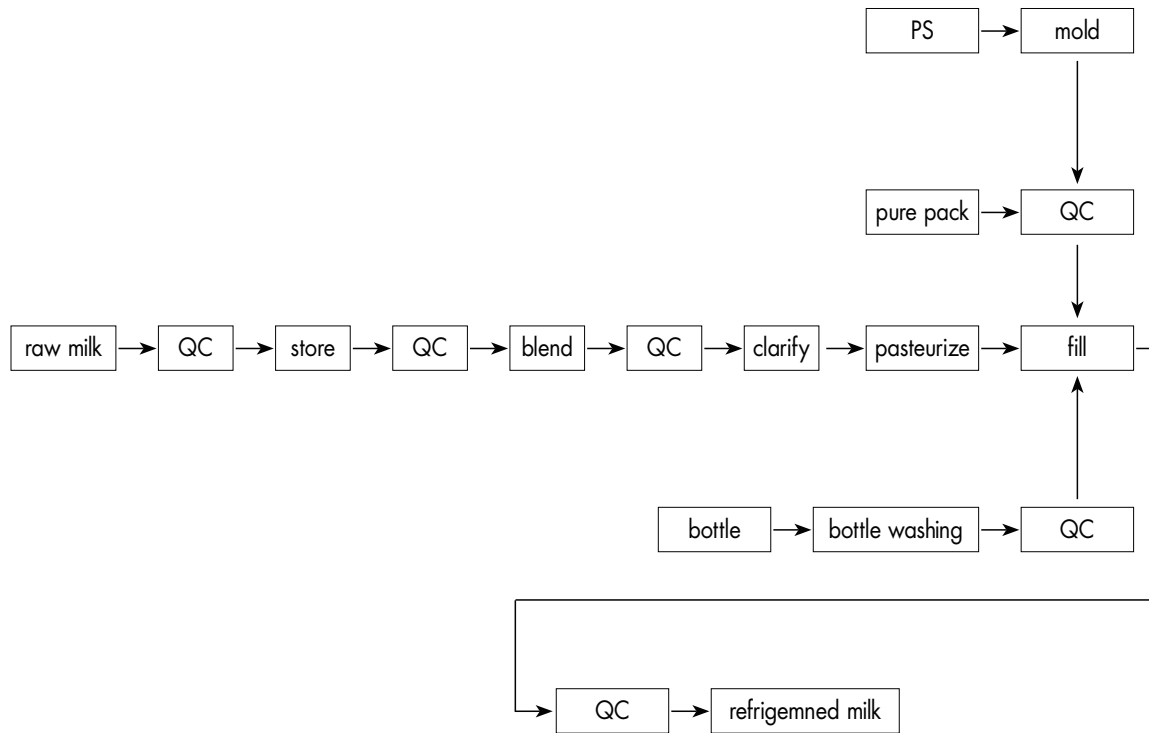 PS
mold
pure pack
QC
raw milk
QC
store
QC
blend
QC
clarify
pasteurize
fill
bottle
bottle washing
QC
QC
refrigemned milk